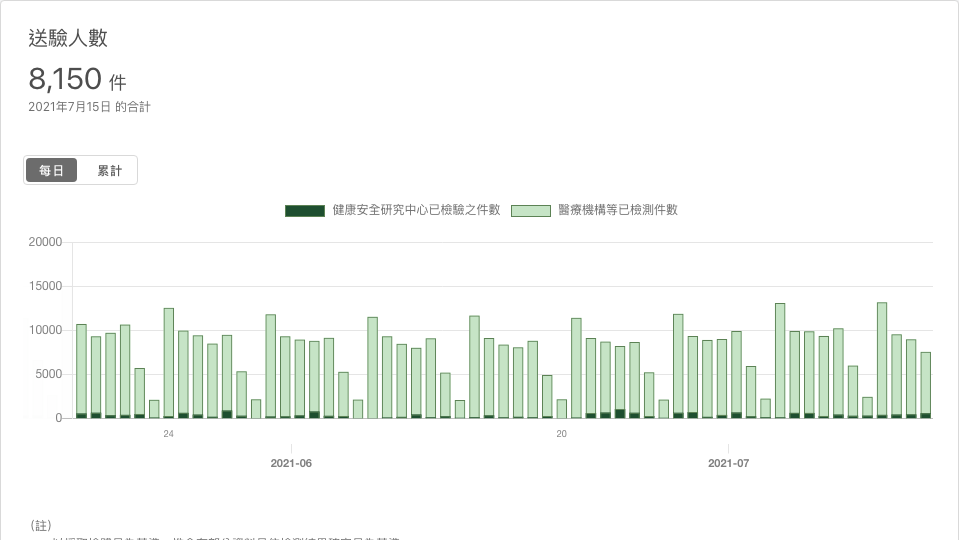 送驗人數
8,150 件
2021年7月15日 的合計
每日 累計
健康安全研究中心已檢驗之件數 醫療機構等已檢測件數
20000
15000
10000
5000
0
24 20
2021-06 2021-07
(註)